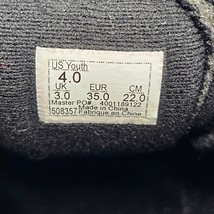 US Youth
4.0
UK EUR CM
3.0 35.0 22.0
Master PO# 4001189122
Made in China
508357 Fabrique en Chine